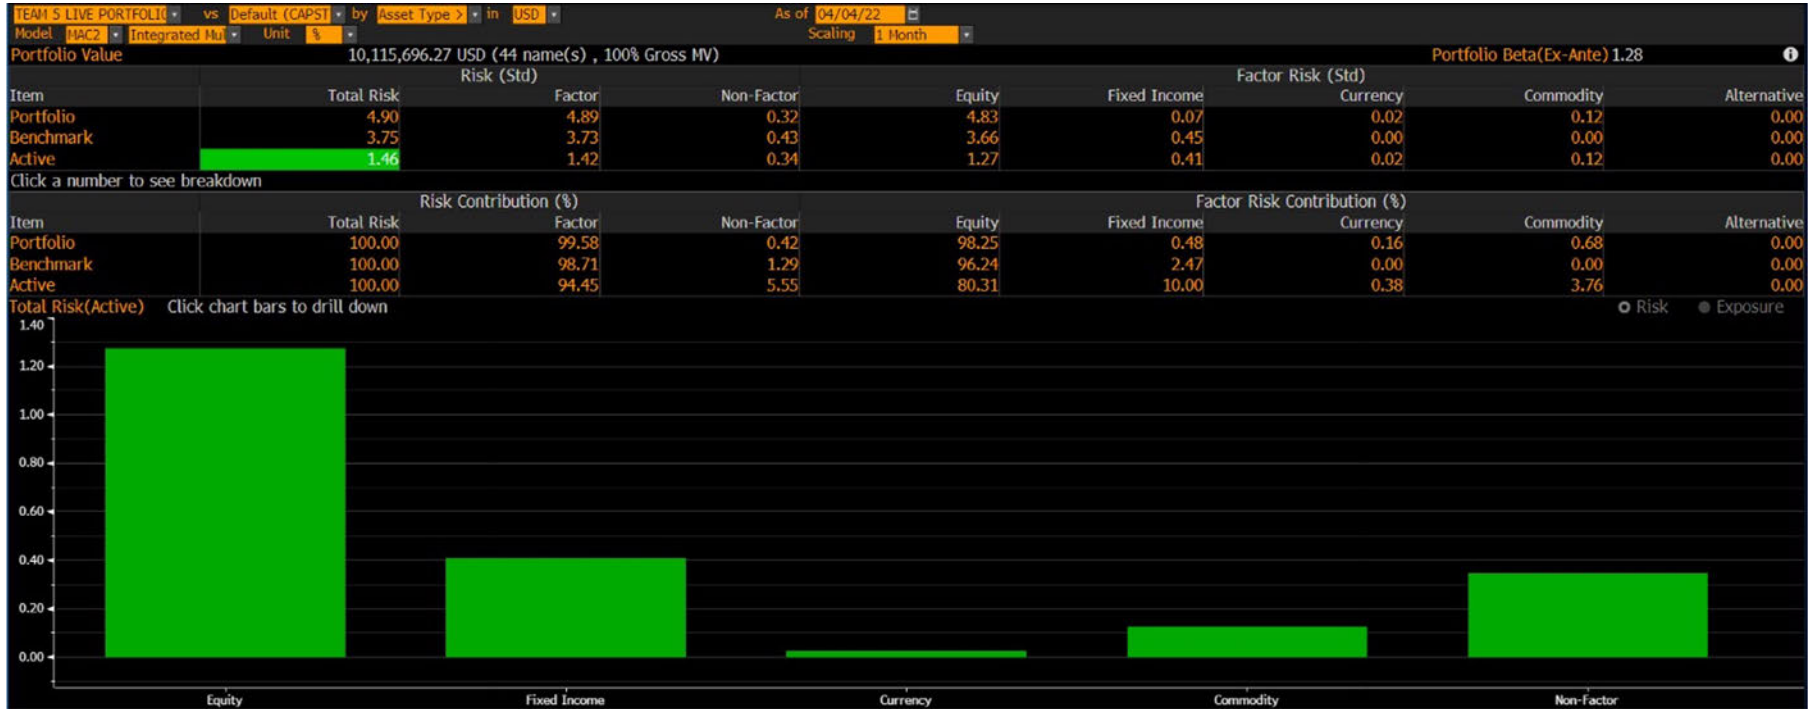 TEAM 5 LIVE PORTFOLIO vs Default (CAPST by Asset Type > in USD As of 04/04/22
Model MAC2 Integrated Mul Unit % Scaling 1 Month
Portfolio Value 10,115,696.27 USD (44 name(s) , 100% Gross MV) Portfolio Beta(Ex-Ante) 1.28
Risk (Std) Factor Risk (Std)
Item Total Risk Factor Non-Factor Equity Fixed Income Currency Commodity Alternative
Portfolio 4.90 4.89 0.32 4.83 0.07 0.02 0.12 0.00
Benchmark 3.75 3.73 0.43 3.66 0.45 0.00 0.00 0.00
Active 1.46 1.42 0.34 1.27 0.41 0.02 0.12 0.00
Click a number to see breakdown
Risk Contribution (%) Factor Risk Contribution (%)
Item Total Risk Factor Non-Factor Equity Fixed Income Currency Commodity Alternative
Portfolio 100.00 99.58 0.42 98.25 0.48 0.16 0.68 0.00
Benchmark 100.00 98.71 1.29 96.24 2.47 0.00 0.00 0.00
Active 100.00 94.45 5.55 80.31 10.00 0.38 3.76 0.00
Total Risk(Active) Click chart bars to drill down Risk Exposure
1.40
1.20
1.00
0.80
0.60
0.40
0.20
0.00
Equity Fixed Income Currency Commodity Non-Factor